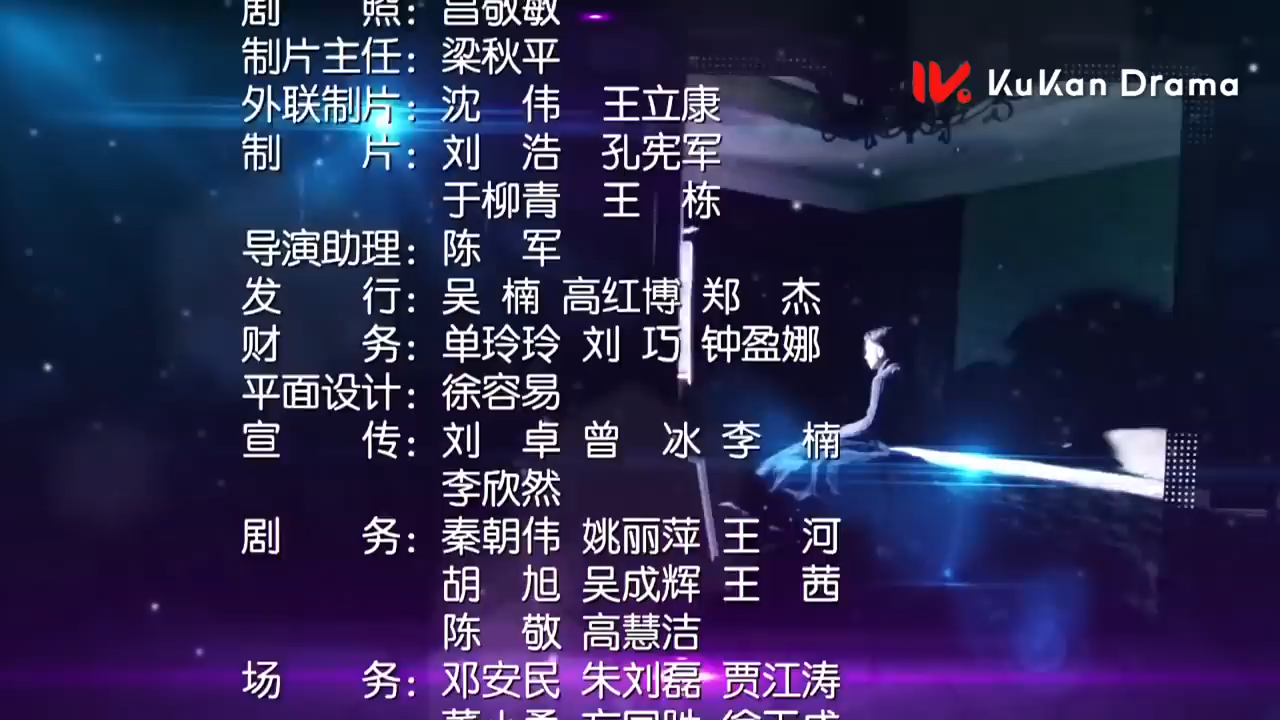 剧 照：吕敬敏
制片主任：梁秋平
外联制片：沈 伟 王立康
制 片：刘 浩 孔宪军
于柳青 王 栋
导演助理：陈 军
发 行：吴 楠 高红博 郑 杰
财 务：单玲玲 刘 巧 钟盈娜
平面设计：徐容易
宣 传：刘 卓 曾 冰 李 楠
李欣然
剧 务：秦朝伟 姚丽萍 王 河
胡 旭 吴成辉 王 茜
陈 敬 高慧洁
场 务：邓安民 朱刘磊 贾江涛
KuKan Drama